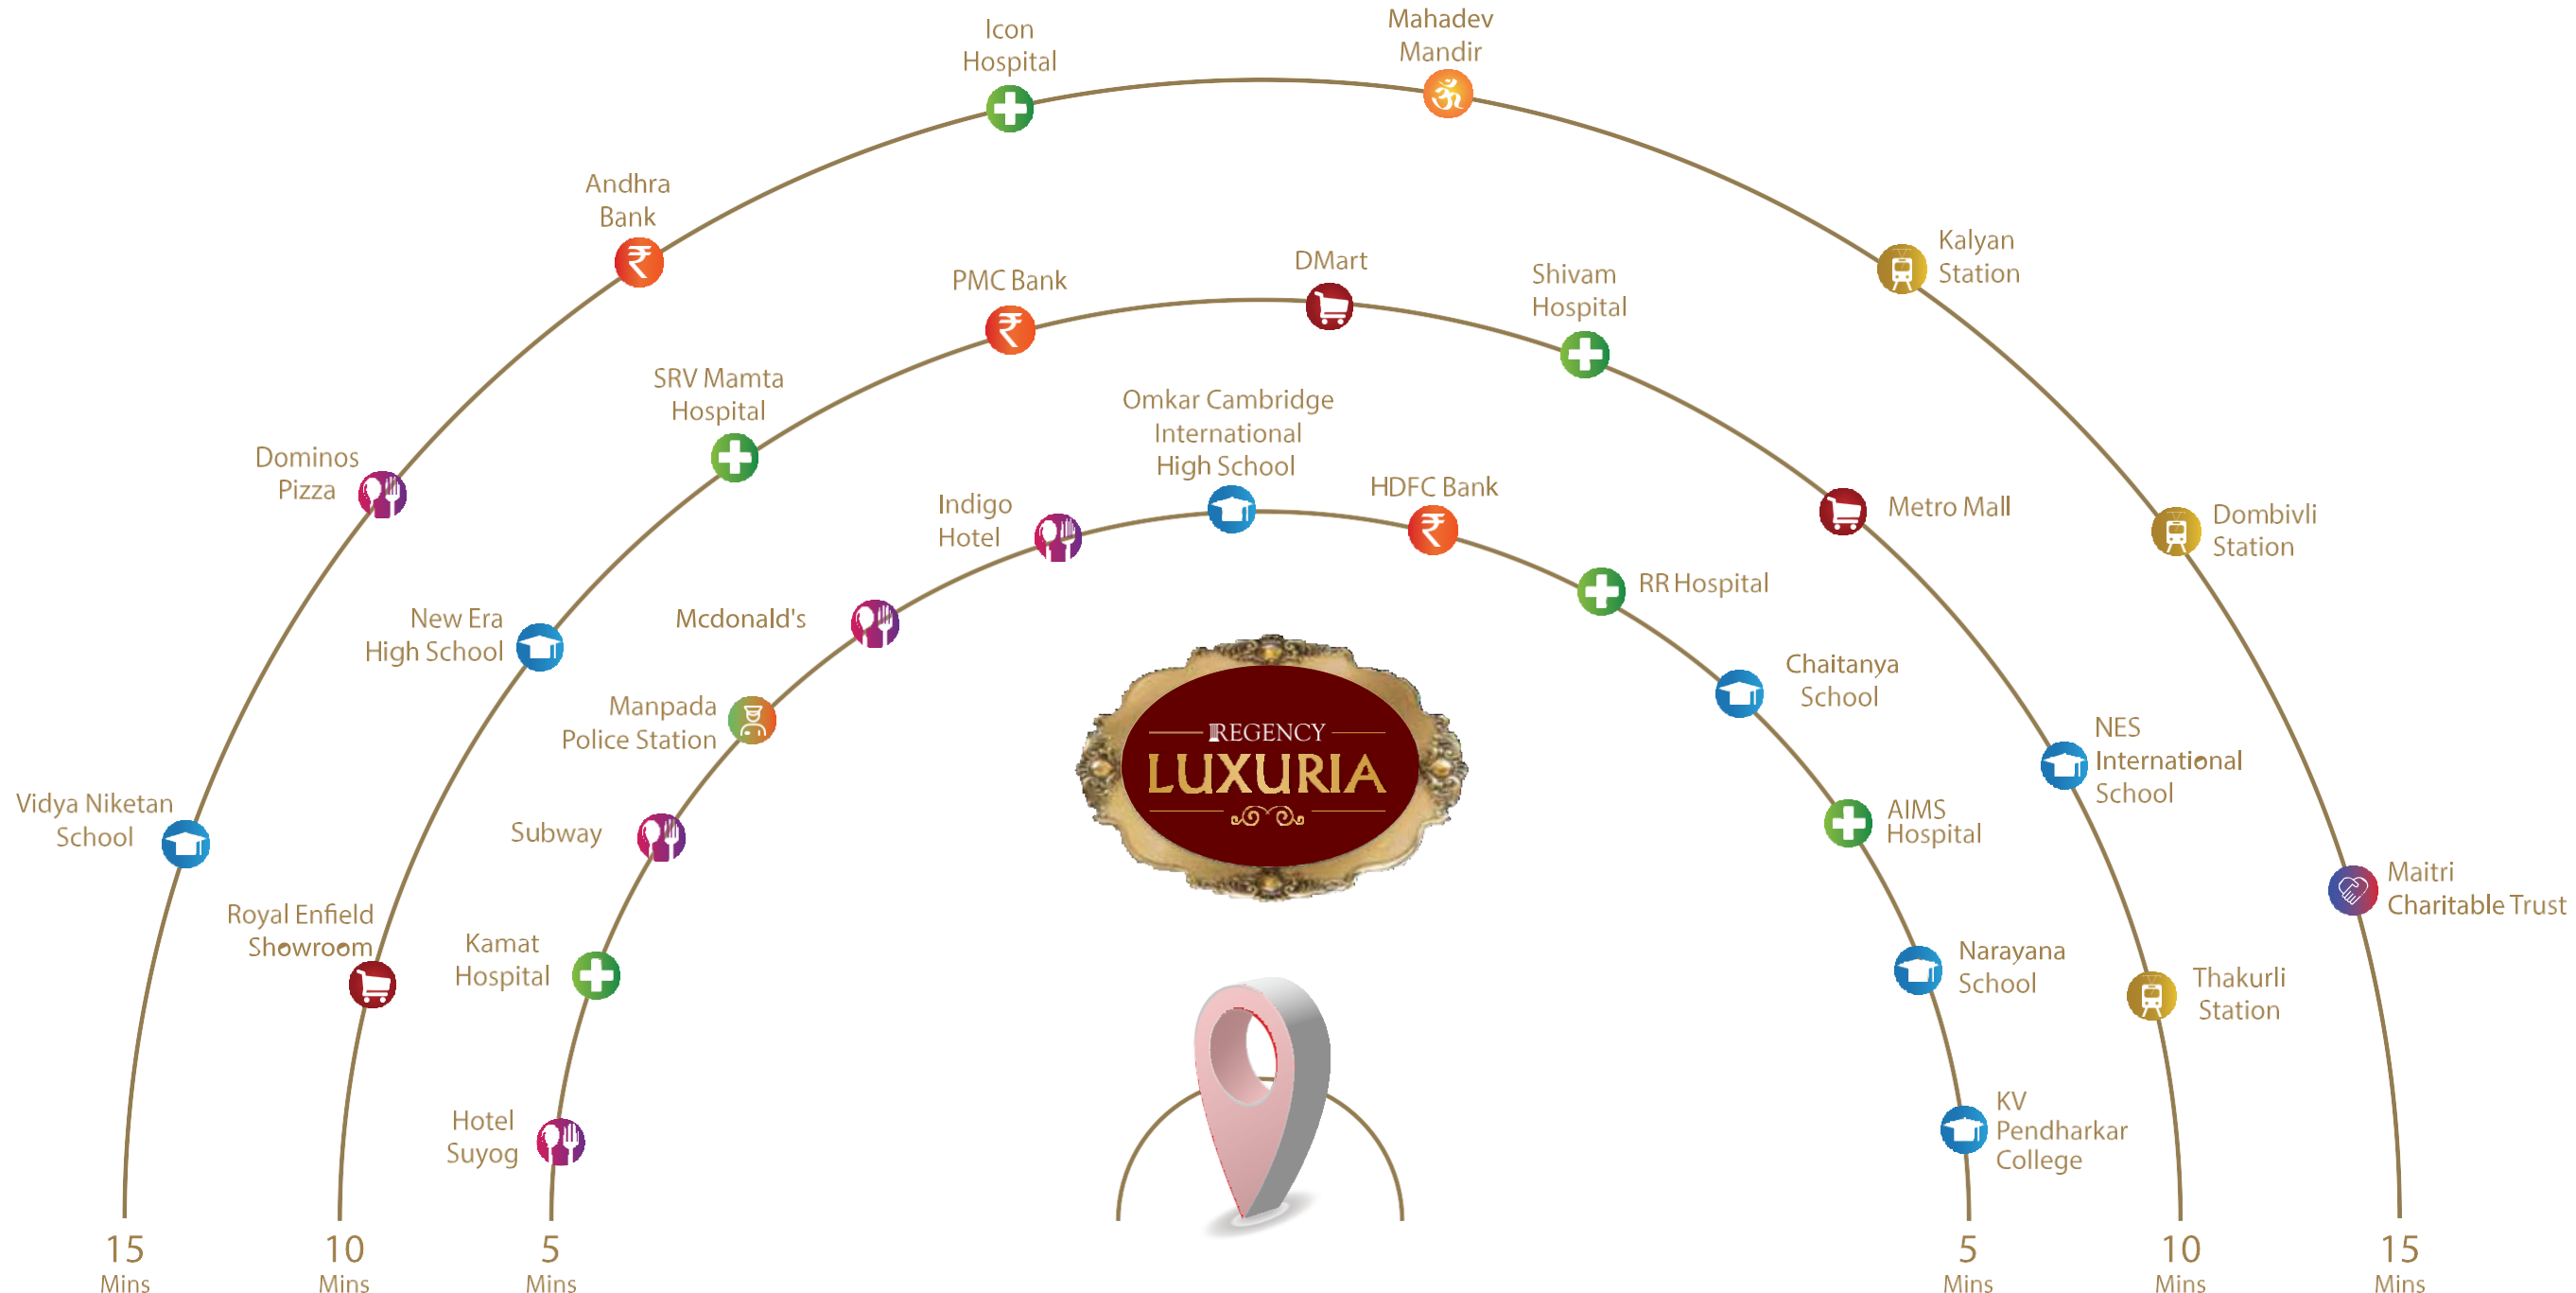 Icon
Hospital
Mahadev
Mandir
Andhra
Bank
Kalyan
Station
PMC Bank
DMart
Shivam
Hospital
SRV Mamta
Hospital
Omkar Cambridge
International
High School
Dominos
Pizza
Indigo
Hotel
HDFC Bank
Metro Mall
Dombivli
Station
New Era
High School
Mcdonald's
RR Hospital
Manpada
Police Station
REGENCY
LUXURIA
Chaitanya
School
NES
International
School
Vidya Niketan
School
Subway
AIMS
Hospital
Maitri
Charitable Trust
Royal Enfield
Showroom
Kamat
Hospital
Narayana
School
Thakurli
Station
Hotel
Suyog
KV
Pendharkar
College
15
Mins
10
Mins
5
Mins
5
Mins
10
Mins
15
Mins